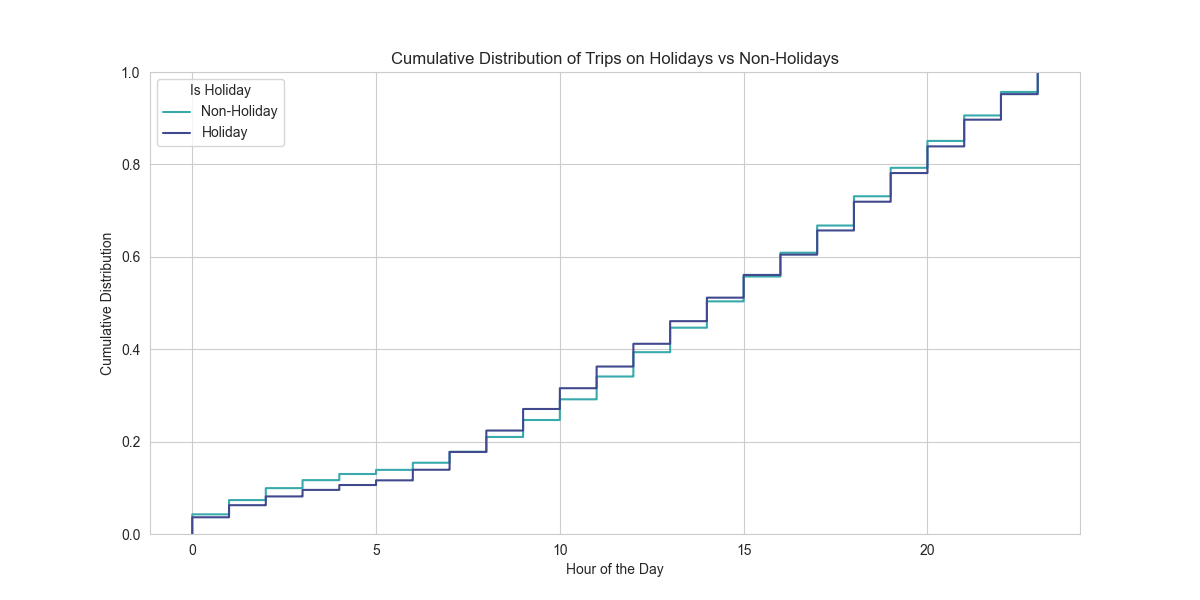 Cumulative Distribution of Trips on Holidays vs Non-Holidays
Is Holiday
Non-Holiday
Holiday
Cumulative Distribution
1.0
0.8
0.6
0.4
0.2
0.0
0 5 10 15 20
Hour of the Day